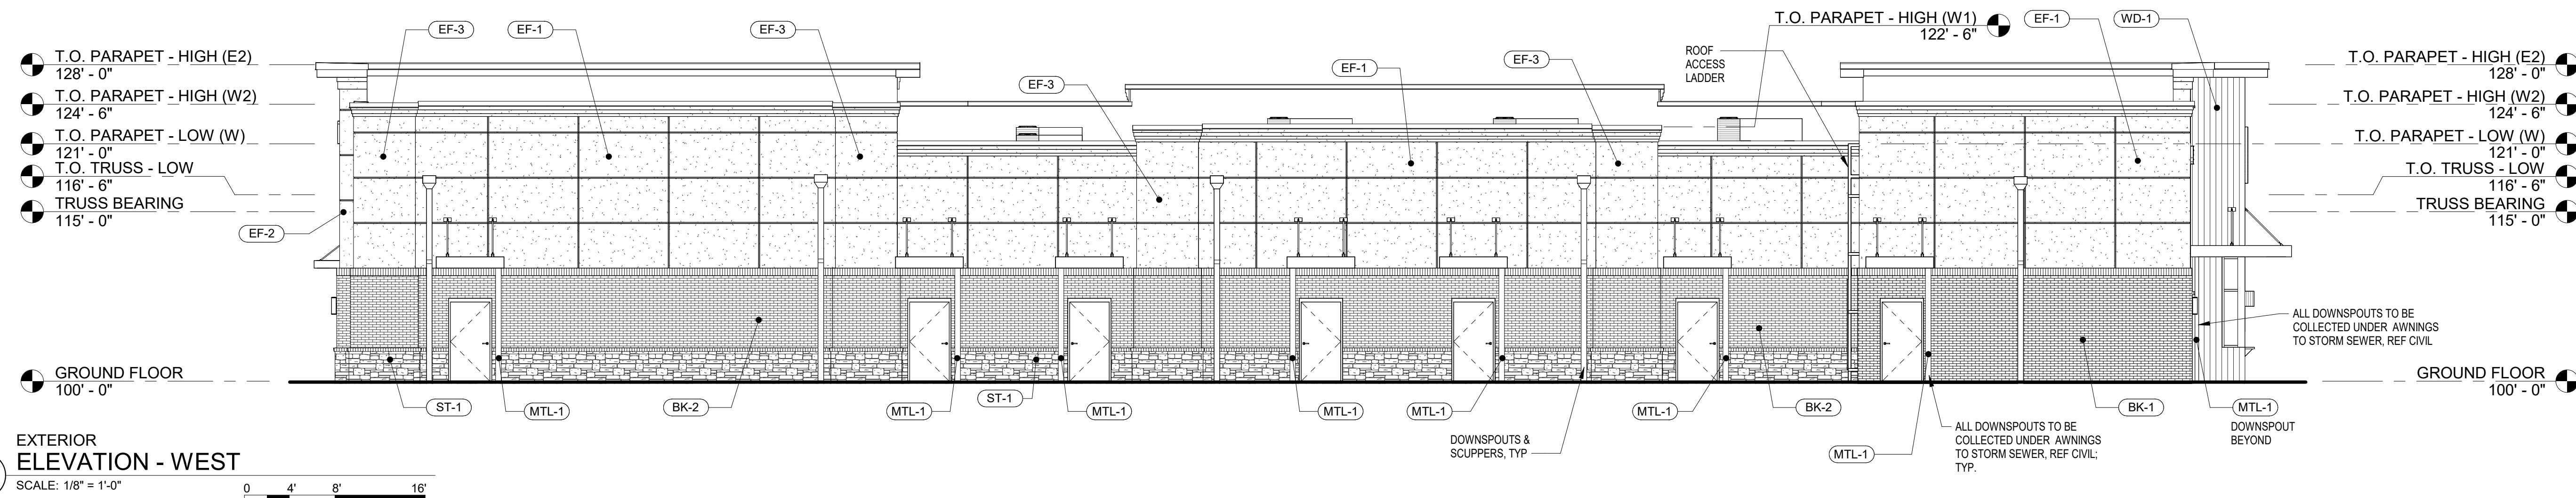 EF-3
EF-1
EF-3
EF-3
EF-1
EF-3
ROOF
ACCESS
LADDER
T.O. PARAPET - HIGH (W1)
122' - 6"
EF-1
WD-1
T.O. PARAPET - HIGH (E2)
128' - 0"
T.O. PARAPET - HIGH (W2)
124' - 6"
T.O. PARAPET - LOW (W)
121' - 0"
T.O. TRUSS - LOW
116' - 6"
TRUSS BEARING
115' - 0"
EF-2
GROUND FLOOR
100' - 0"
T.O. PARAPET - HIGH (E2)
128' - 0"
T.O. PARAPET - HIGH (W2)
124' - 6"
T.O. PARAPET - LOW (W)
121' - 0"
T.O. TRUSS - LOW
116' - 6"
TRUSS BEARING
115' - 0"
ALL DOWNSPOUTS TO BE
COLLECTED UNDER AWNINGS
TO STORM SEWER, REF CIVIL
GROUND FLOOR
100' - 0"
ST-1
MTL-1
BK-2
MTL-1
ST-1
MTL-1
MTL-1
MTL-1
MTL-1
BK-2
BK-1
MTL-1
DOWNSPOUT
BEYOND
DOWNSPOUTS &
SCUPPERS, TYP
MTL-1
ALL DOWNSPOUTS TO BE
COLLECTED UNDER AWNINGS
TO STORM SEWER, REF CIVIL;
TYP.
EXTERIOR
ELEVATION - WEST
SCALE: 1/8" = 1'-0"
0 4' 8' 16'